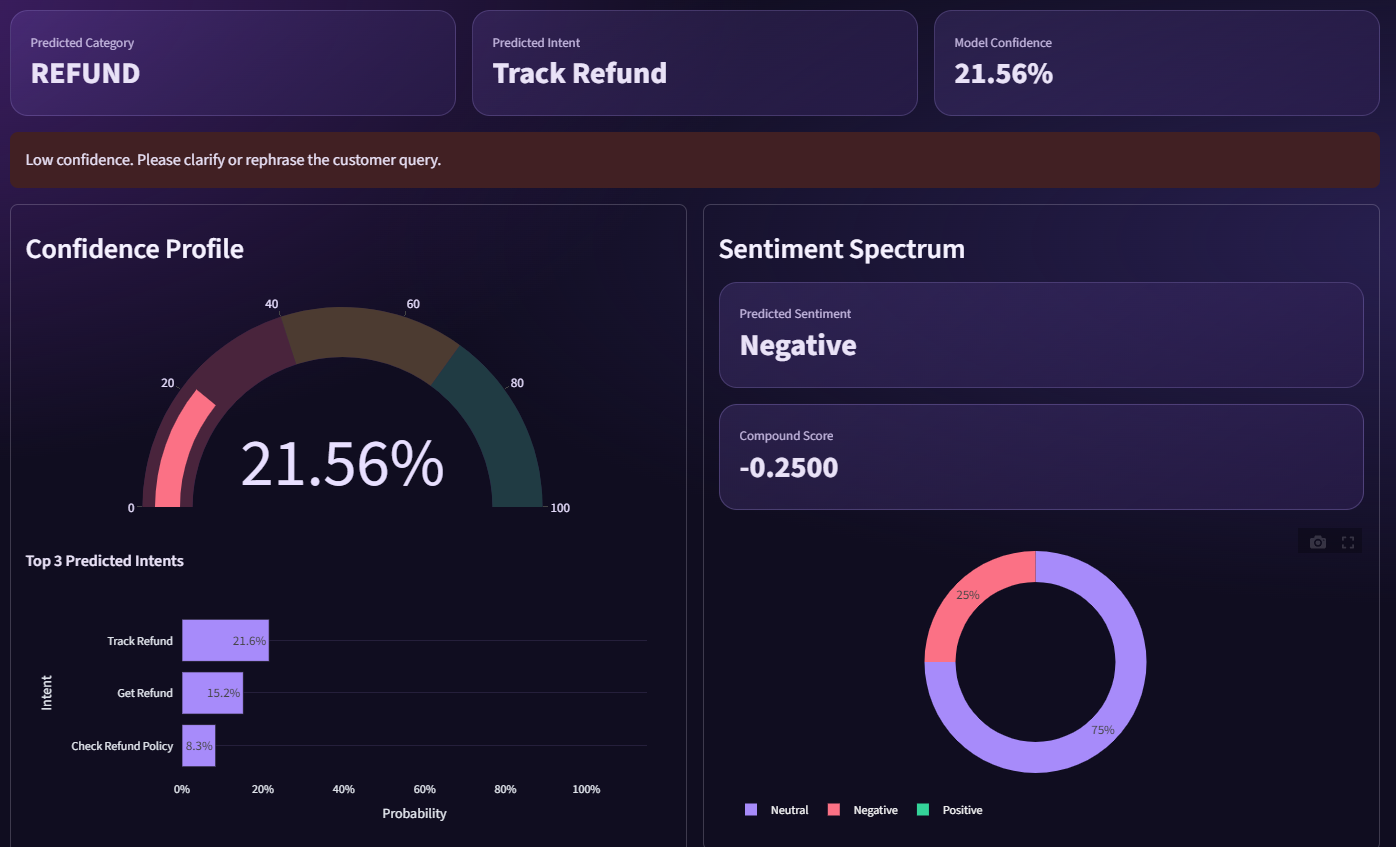 Predicted Category
REFUND
Predicted Intent
Track Refund
Model Confidence
21.56%
Low confidence. Please clarify or rephrase the customer query.
Confidence Profile
0
20
40
60
80
100
21.56%
Top 3 Predicted Intents
Intent
Track Refund
21.6%
Get Refund
15.2%
Check Refund Policy
8.3%
0%
20%
40%
60%
80%
100%
Probability
Sentiment Spectrum
Predicted Sentiment
Negative
Compound Score
-0.2500
25%
75%
Neutral
Negative
Positive